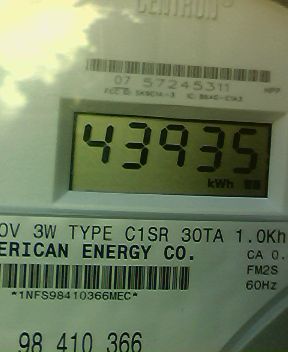 CENTRON®
07 57245311
43935
kWh
0V 3W TYPE C1SR 30TA 1.0Kh
ERICAN ENERGY CO.
CA 0.
FM2S
60Hz
*1NFS98410366MEC*
98 410 366